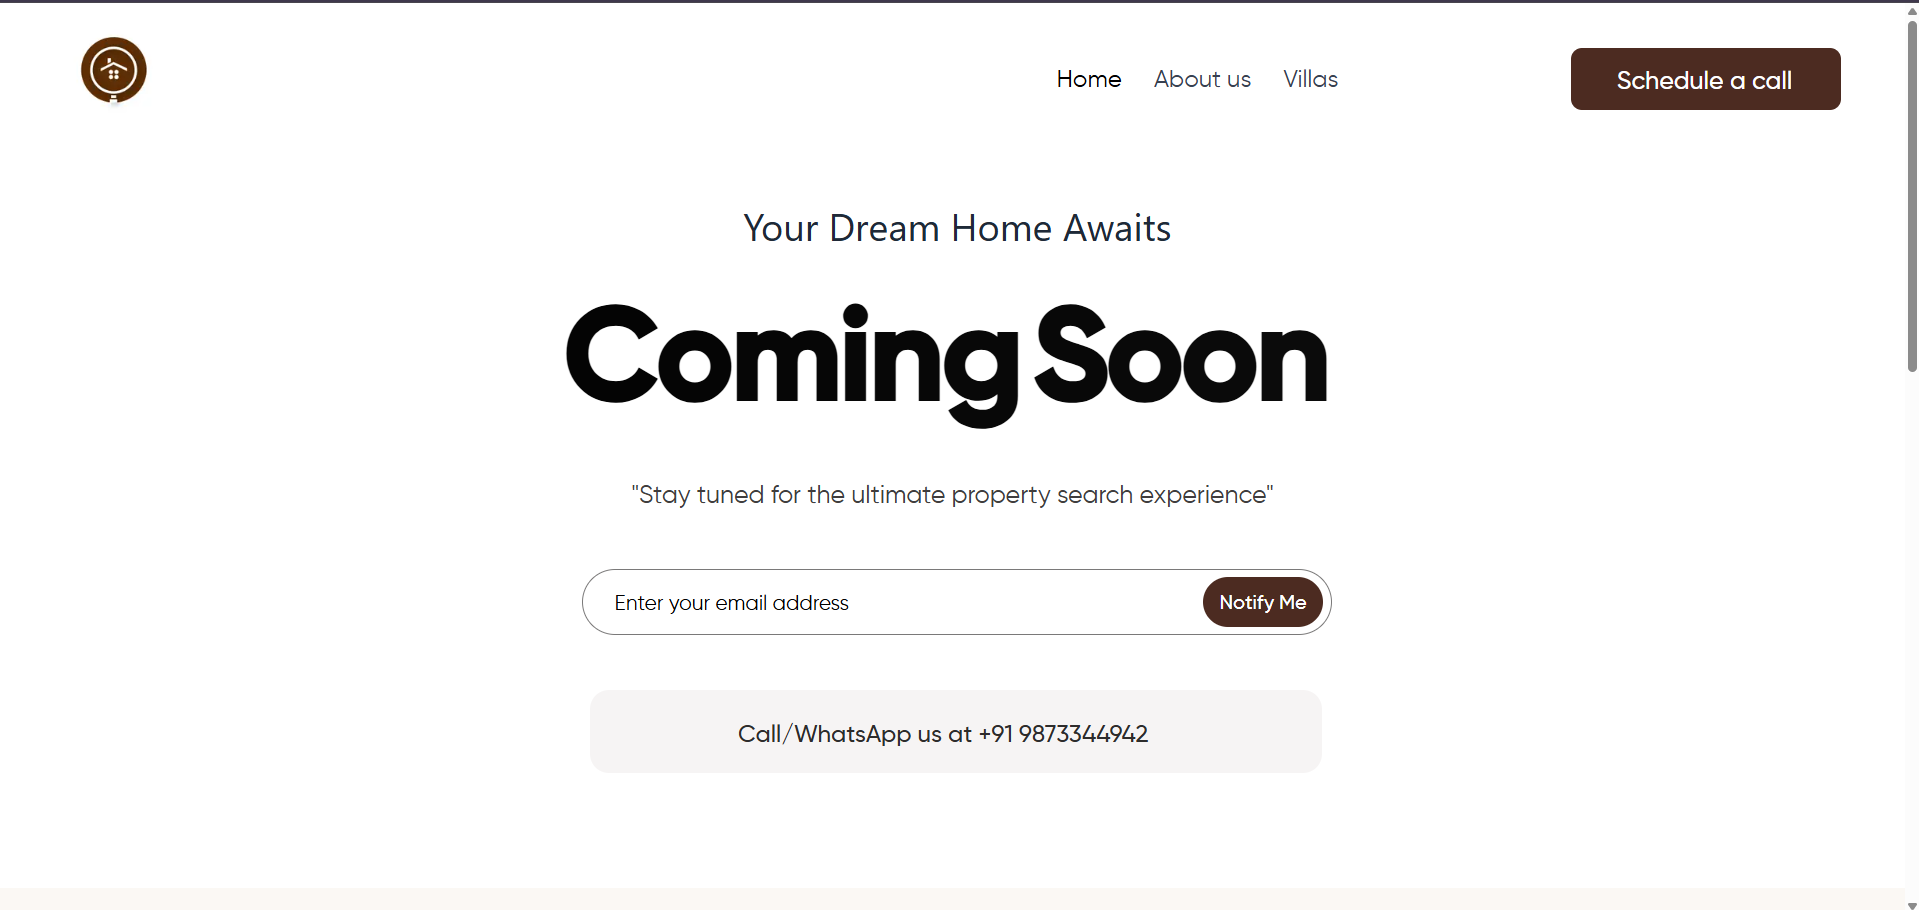 Home About us Villas Schedule a call
Your Dream Home Awaits
Coming Soon
"Stay tuned for the ultimate property search experience"
Enter your email address Notify Me
Call/WhatsApp us at +91 9873344942